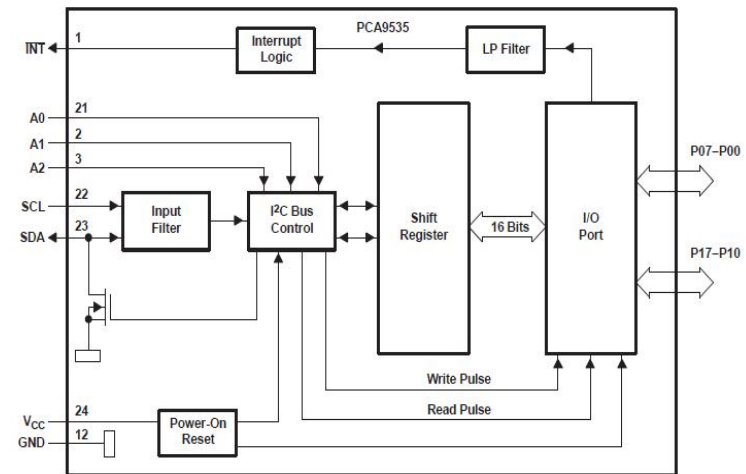 PCA9535
INT
1
Interrupt
Logic
LP Filter
A0
21
A1
2
A2
3
SCL
22
SDA
23
Input
Filter
I²C Bus
Control
Shift
Register
16 Bits
I/O
Port
P07–P00
P17–P10
Write Pulse
Read Pulse
VCC
24
GND
12
Power-On
Reset